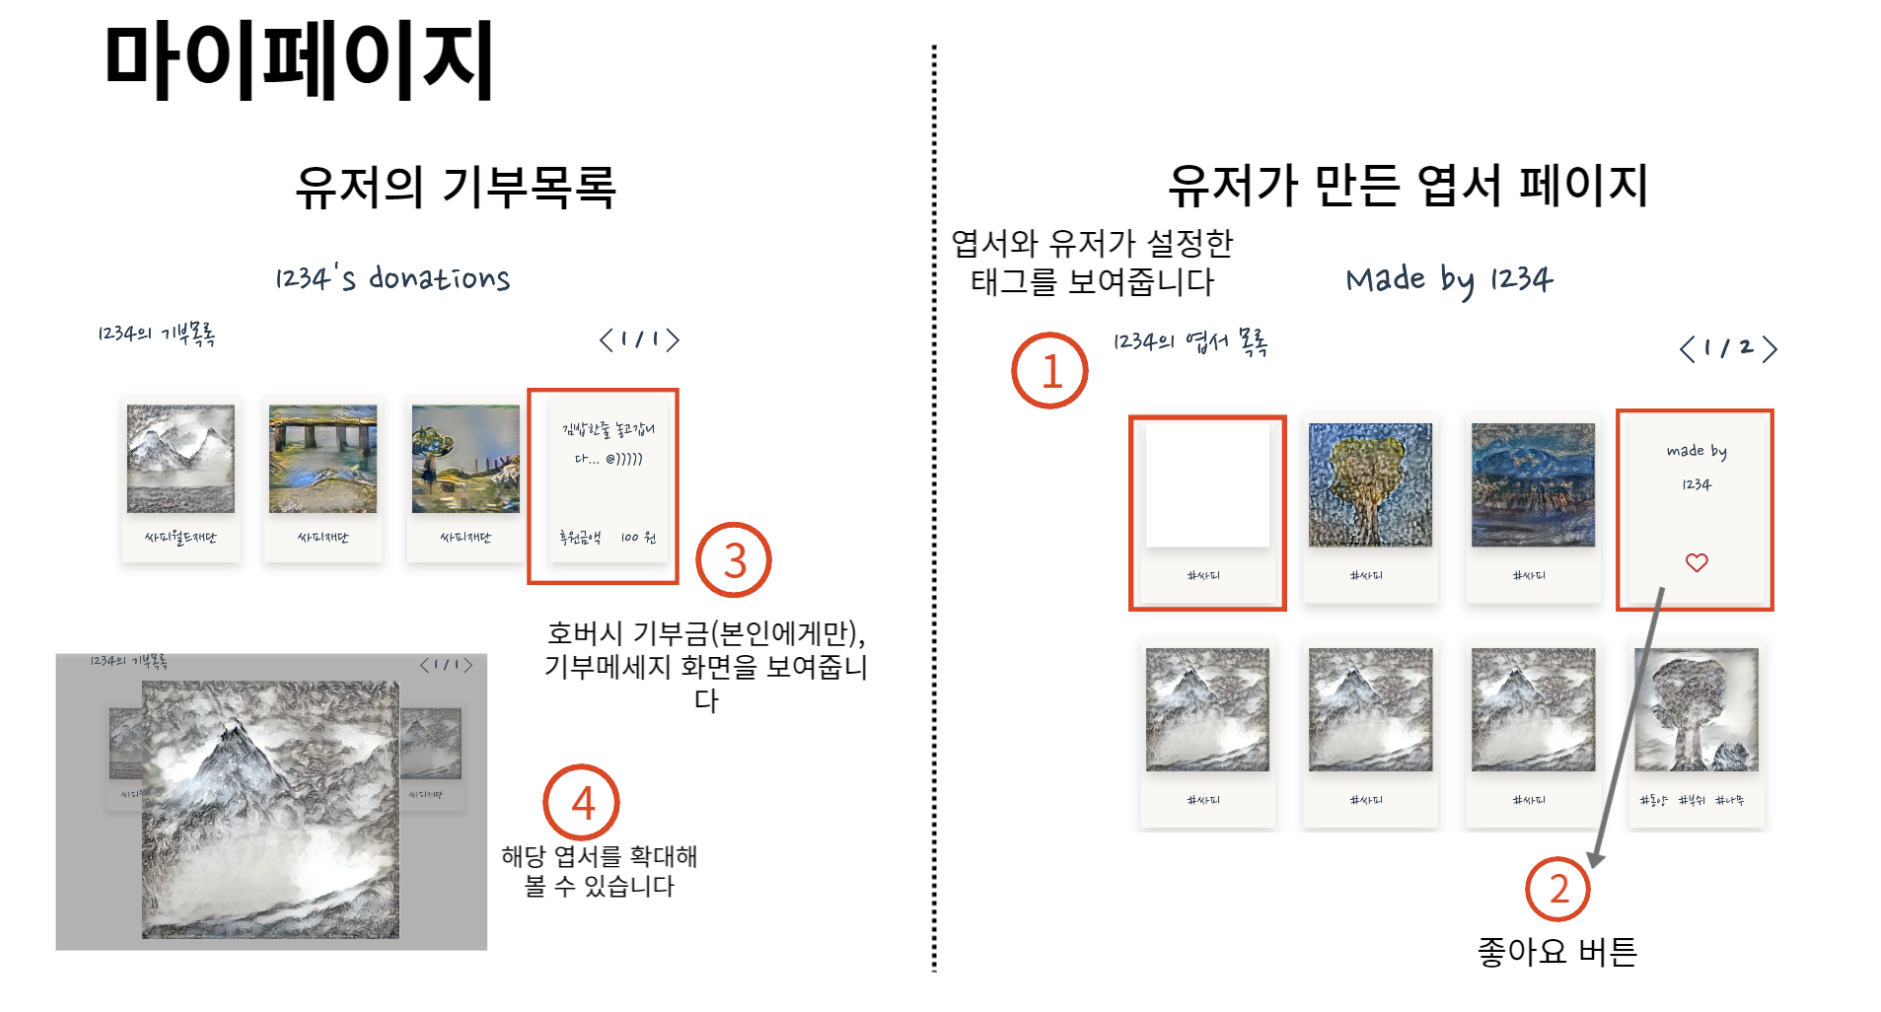 마이페이지
유저의 기부목록
1234's donations
1234의 기부목록
< 1 / 1 >
김밥한줄 놓고갑니
다... @)))))
후원금액 100 원
싸피월드재단
싸피재단
싸피재단
3
호버시 기부금(본인에게만),
기부메세지 화면을 보여줍니
다
1234의 기부목록
< 1 / 1 >
싸피재단
4
해당 엽서를 확대해
볼 수 있습니다
유저가 만든 엽서 페이지
엽서와 유저가 설정한
태그를 보여줍니다
Made by 1234
1
1234의 엽서 목록
< 1 / 2 >
made by
1234
#싸피
#싸피
#싸피
#싸피
#싸피
#싸피
#동양 #부쉬 #나무
2
좋아요 버튼